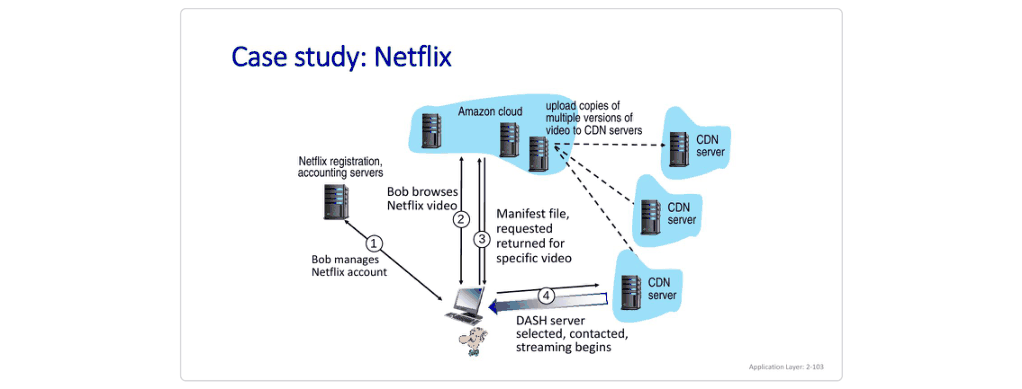 Case study: Netflix
Amazon cloud
upload copies of
multiple versions of
video to CDN servers
CDN
server
Netflix registration,
accounting servers
Bob browses
Netflix video
2
Manifest file,
requested
returned for
specific video
3
CDN
server
1
Bob manages
Netflix account
CDN
server
4
DASH server
selected, contacted,
streaming begins
Application Layer: 2-103